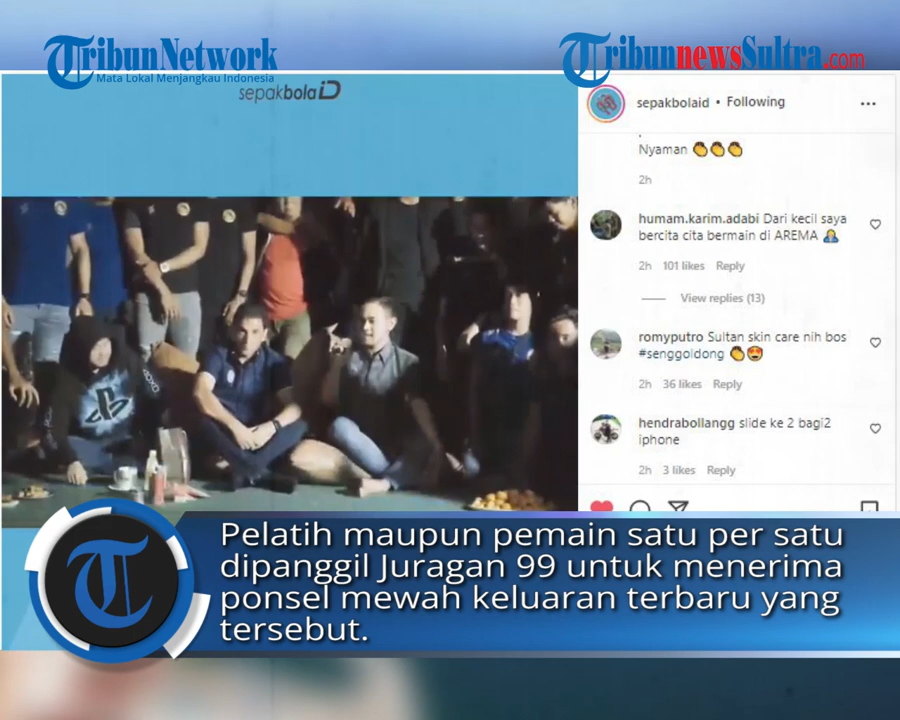 TribunNetwork
Mata Lokal Menjangkau Indonesia
TribunnewsSultra.com
sepakbolaID
sepakbolaid • Following
Nyaman 👏👏👏
2h
humam.karim.adabi Dari kecil saya
bercita cita bermain di AREMA 🤦
2h 101 likes Reply
View replies (13)
romyputro Sultan skin care nih bos
#senggoldong 👏😍
2h 36 likes Reply
hendrabollangg slide ke 2 bagi2
iphone
2h 3 likes Reply
Pelatih maupun pemain satu per satu
dipanggil Juragan 99 untuk menerima
ponsel mewah keluaran terbaru yang
tersebut.